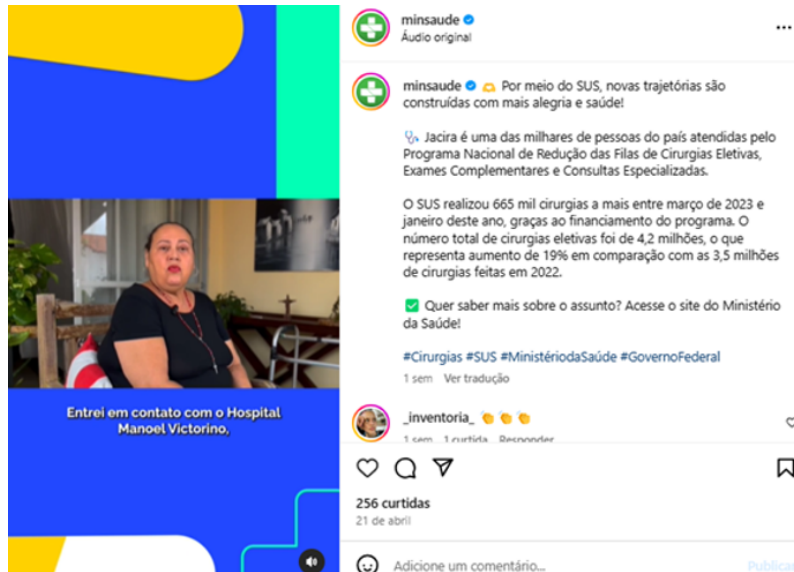 minsaude
Áudio original
minsaude Por meio do SUS, novas trajetórias são
construídas com mais alegria e saúde!
Jacira é uma das milhares de pessoas do país atendidas pelo
Programa Nacional de Redução das Filas de Cirurgias Eletivas,
Exames Complementares e Consultas Especializadas.
O SUS realizou 665 mil cirurgias a mais entre março de 2023 e
janeiro deste ano, graças ao financiamento do programa. O
número total de cirurgias eletivas foi de 4,2 milhões, o que
representa aumento de 19% em comparação com as 3,5 milhões
de cirurgias feitas em 2022.
Quer saber mais sobre o assunto? Acesse o site do Ministério
da Saúde!
#Cirurgias #SUS #MinistériodaSaúde #GovernoFederal
1 sem Ver tradução
_inventoria_
1 sem 1 curtida Responder
Entrei em contato com o Hospital
Manoel Victorino,
256 curtidas
21 de abril
Adicione um comentário...
Publicar